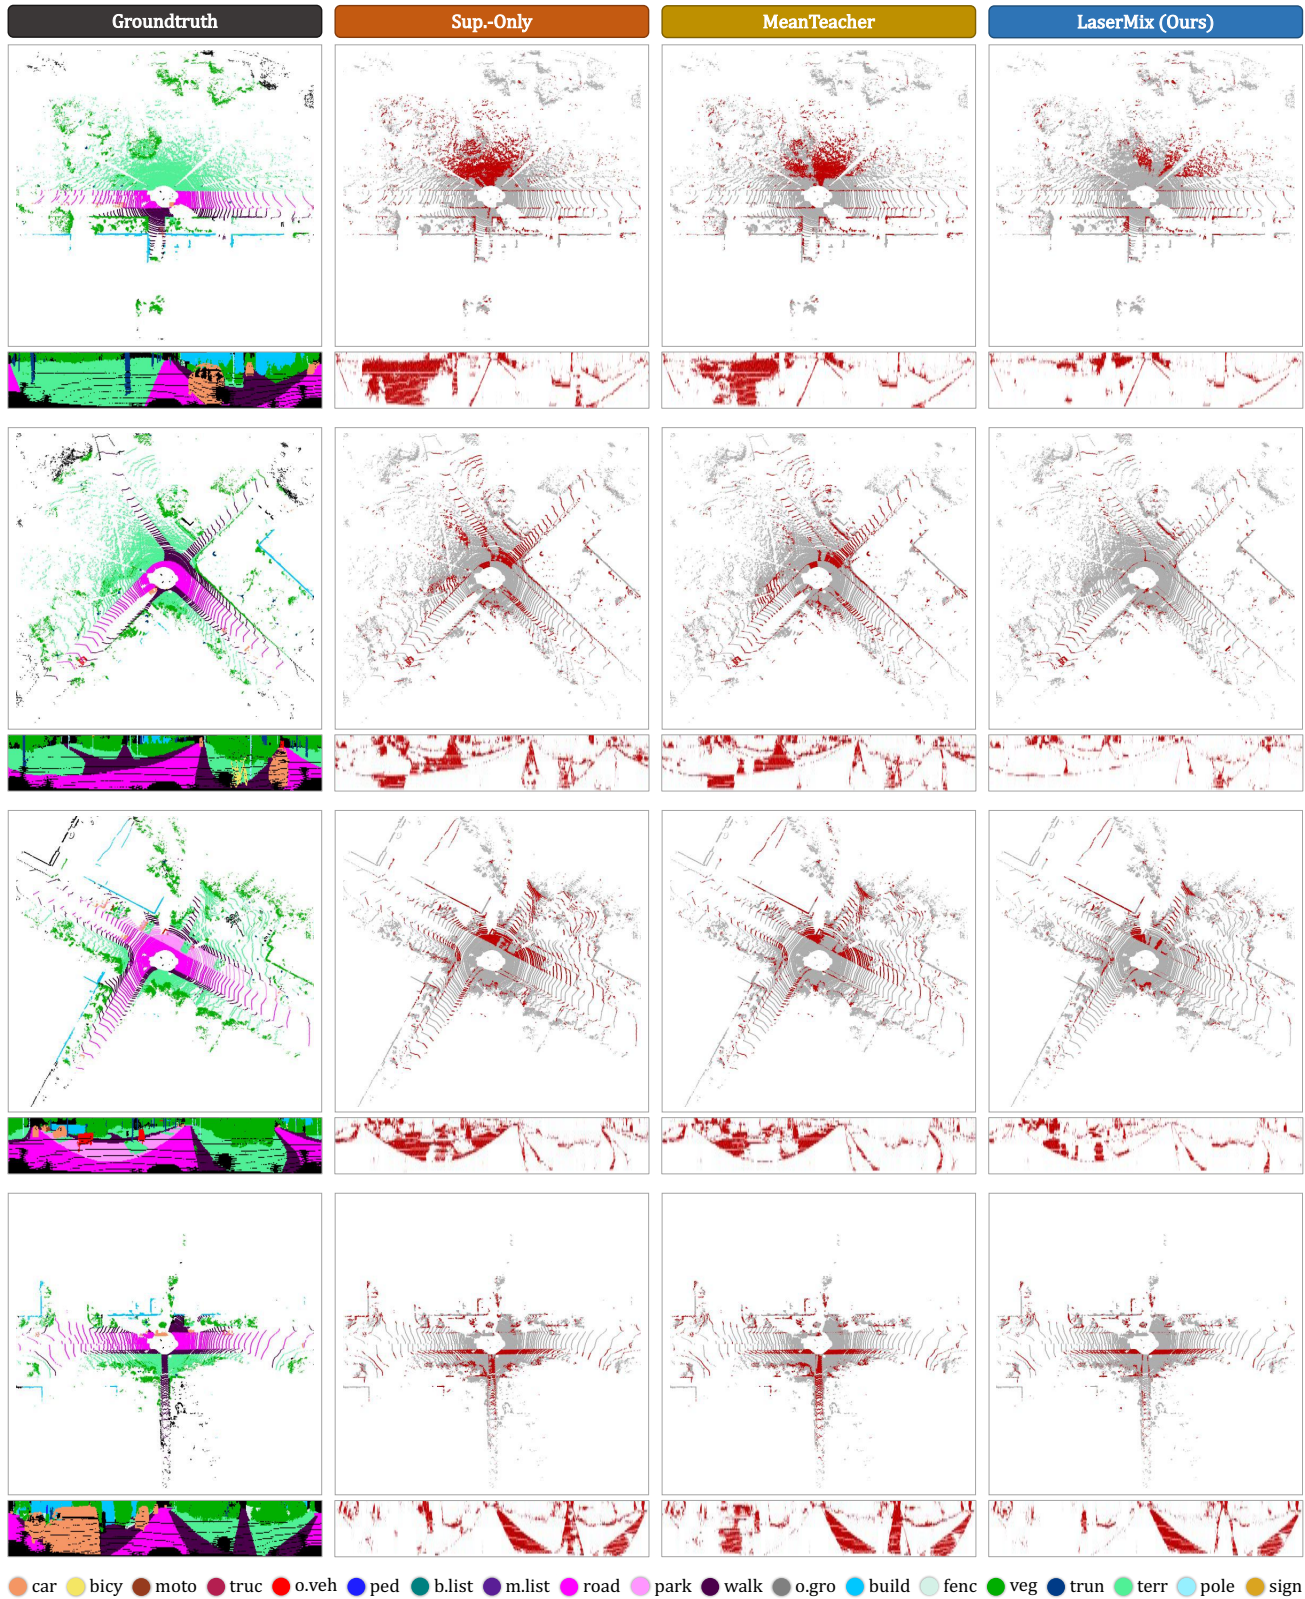 Groundtruth Sup.-Only MeanTeacher LaserMix (Ours)
car bicy moto truc o.veh ped b.list m.list road park walk o.gro build fenc veg trun terr pole sign